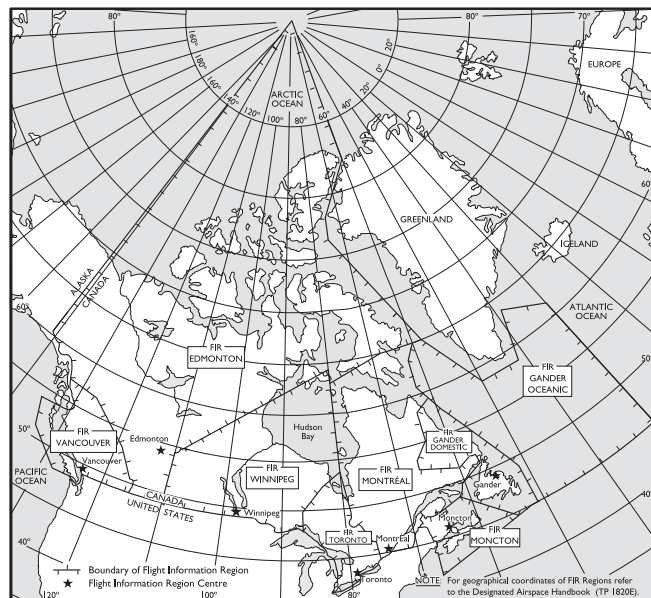 80°
80°
70°
160°
180°
160°
140°
120°
100°
80°
60°
40°
20°
0°
20°
80°
EUROPE
ARCTIC
OCEAN
70°
GREENLAND
ICELAND
ALASKA
CANADA
60°
60°
ATLANTIC
OCEAN
FIR
EDMONTON
FIR
GANDER
OCEANIC
50°
50°
FIR
VANCOUVER
Edmonton
Hudson
Bay
FIR
GANDER
DOMESTIC
Vancouver
PACIFIC
OCEAN
FIR
WINNIPEG
FIR
MONTRÉAL
Gander
CANADA
UNITED STATES
Winnipeg
40°
40°
FIR
TORONTO
Montréal
Moncton
FIR
MONCTON
Boundary of Flight Information Region
Flight Information Region Centre
Toronto
NOTE: For geographical coordinates of FIR Regions refer
to the Designated Airspace Handbook (TP 1820E).
120°
100°
80°
60°